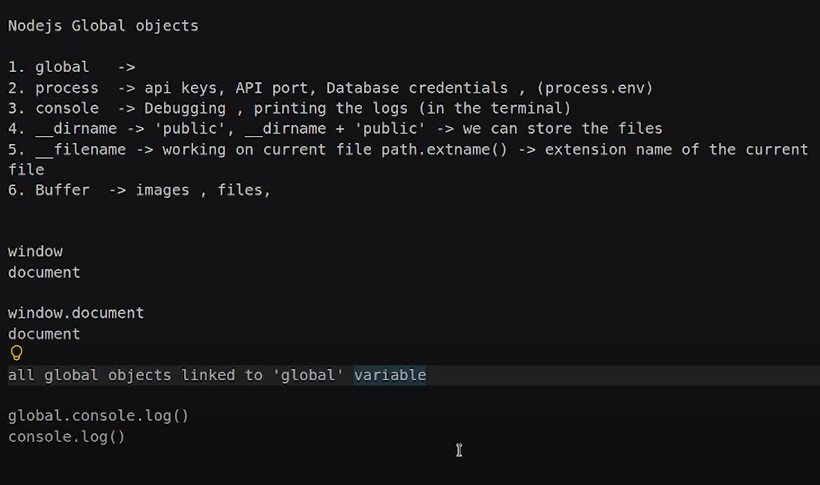 Nodejs Global objects
1. global   ->
2. process  -> api keys, API port, Database credentials , (process.env)
3. console  -> Debugging , printing the logs (in the terminal)
4. __dirname -> 'public', __dirname + 'public' -> we can store the files
5. __filename -> working on current file path.extname() -> extension name of the current
file
6. Buffer  -> images , files,
window
document
window.document
document
all global objects linked to 'global' variable
global.console.log()
console.log()